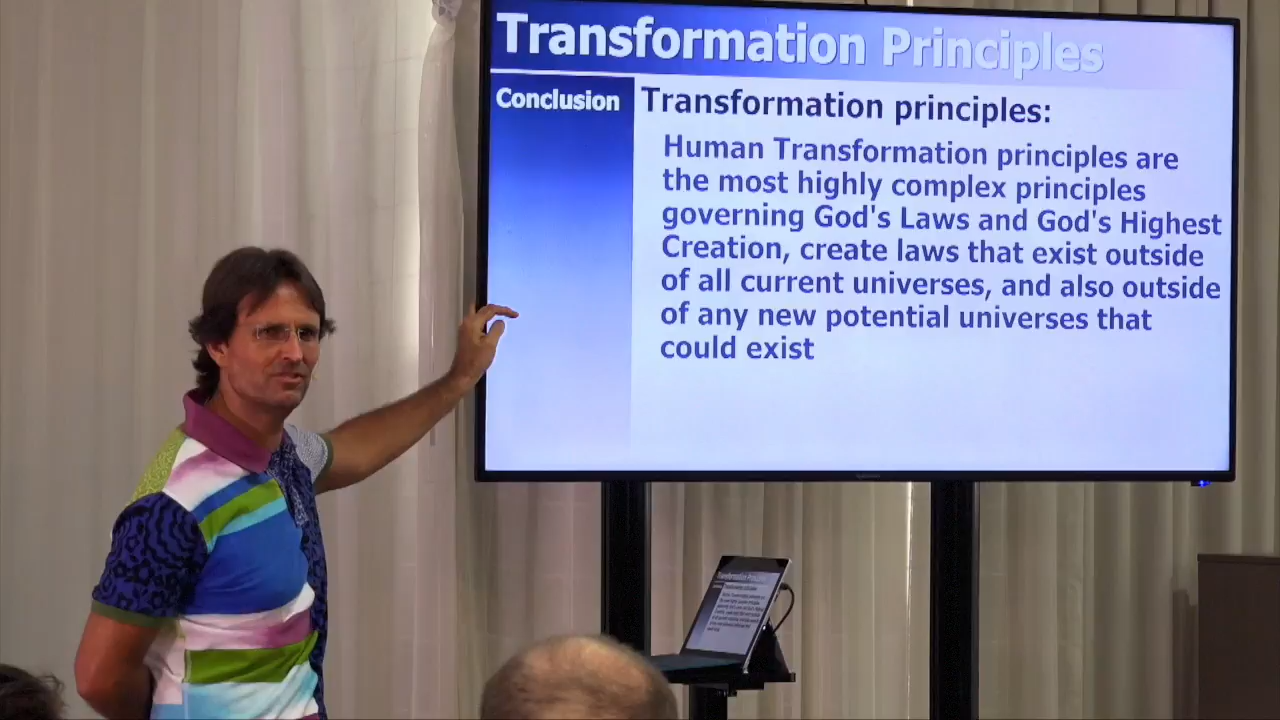 Transformation Principles
Conclusion
Transformation principles:
Human Transformation principles are
the most highly complex principles
governing God's Laws and God's Highest
Creation, create laws that exist outside
of all current universes, and also outside
of any new potential universes that
could exist